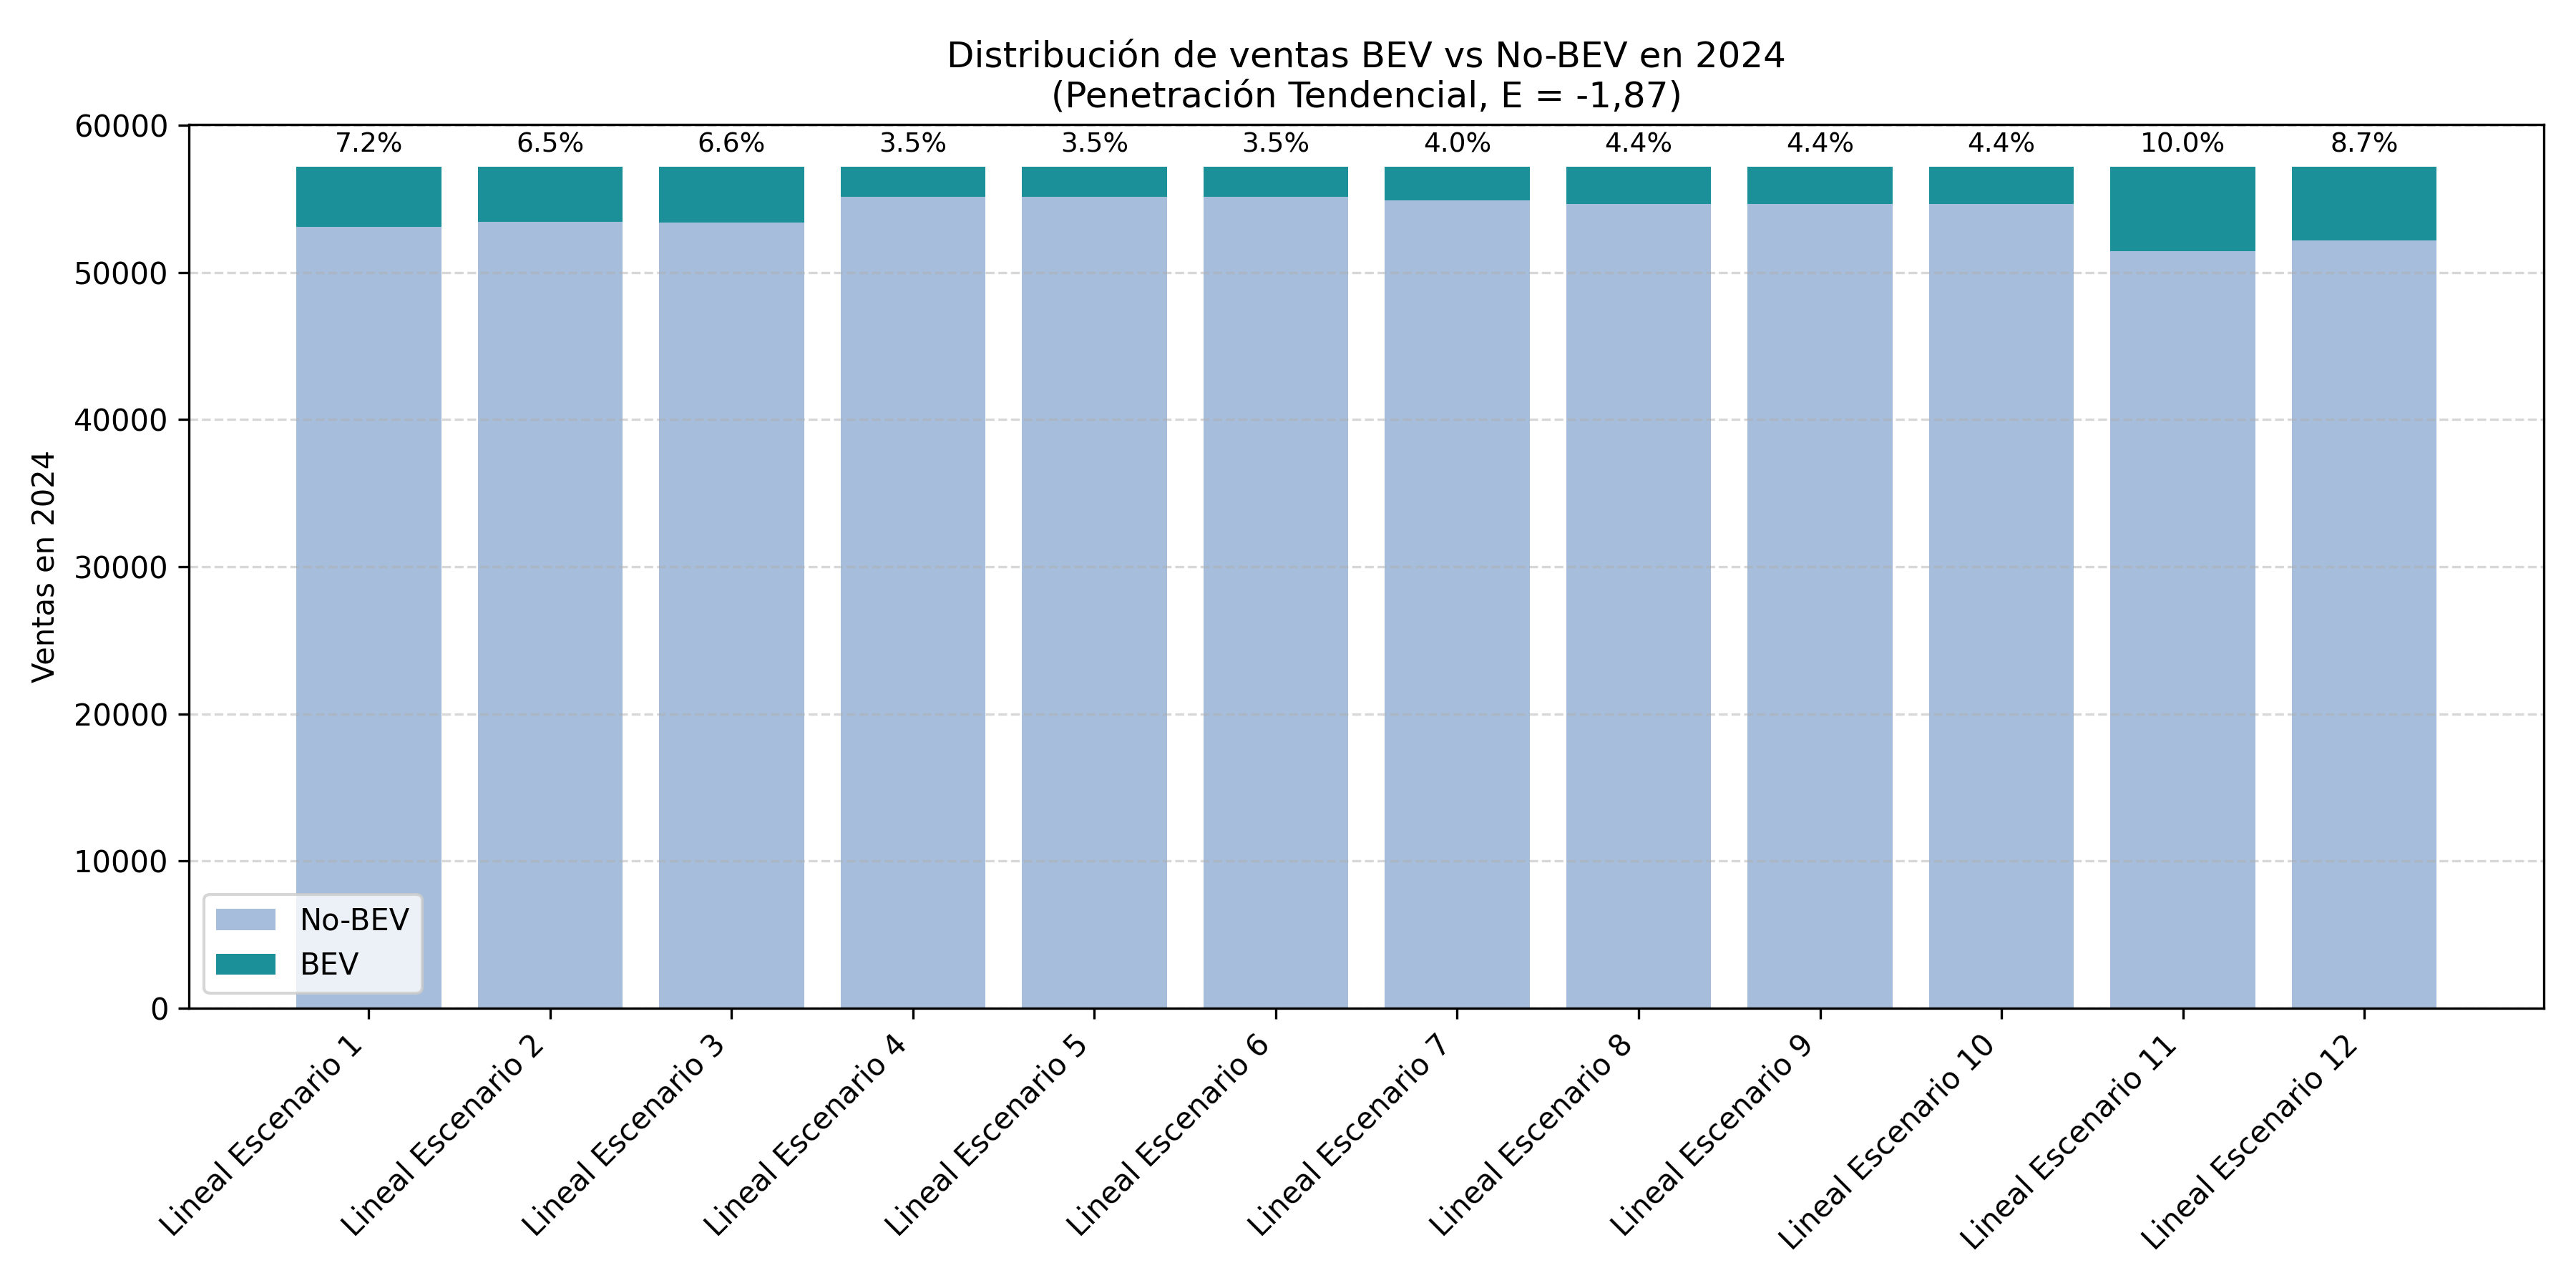 Distribución de ventas BEV vs No-BEV en 2024
(Penetración Tendencial, E = -1,87)
Ventas en 2024
60000
50000
40000
30000
20000
10000
0
7.2%
6.5%
6.6%
3.5%
3.5%
3.5%
4.0%
4.4%
4.4%
4.4%
10.0%
8.7%
No-BEV
BEV
Lineal Escenario 1
Lineal Escenario 2
Lineal Escenario 3
Lineal Escenario 4
Lineal Escenario 5
Lineal Escenario 6
Lineal Escenario 7
Lineal Escenario 8
Lineal Escenario 9
Lineal Escenario 10
Lineal Escenario 11
Lineal Escenario 12